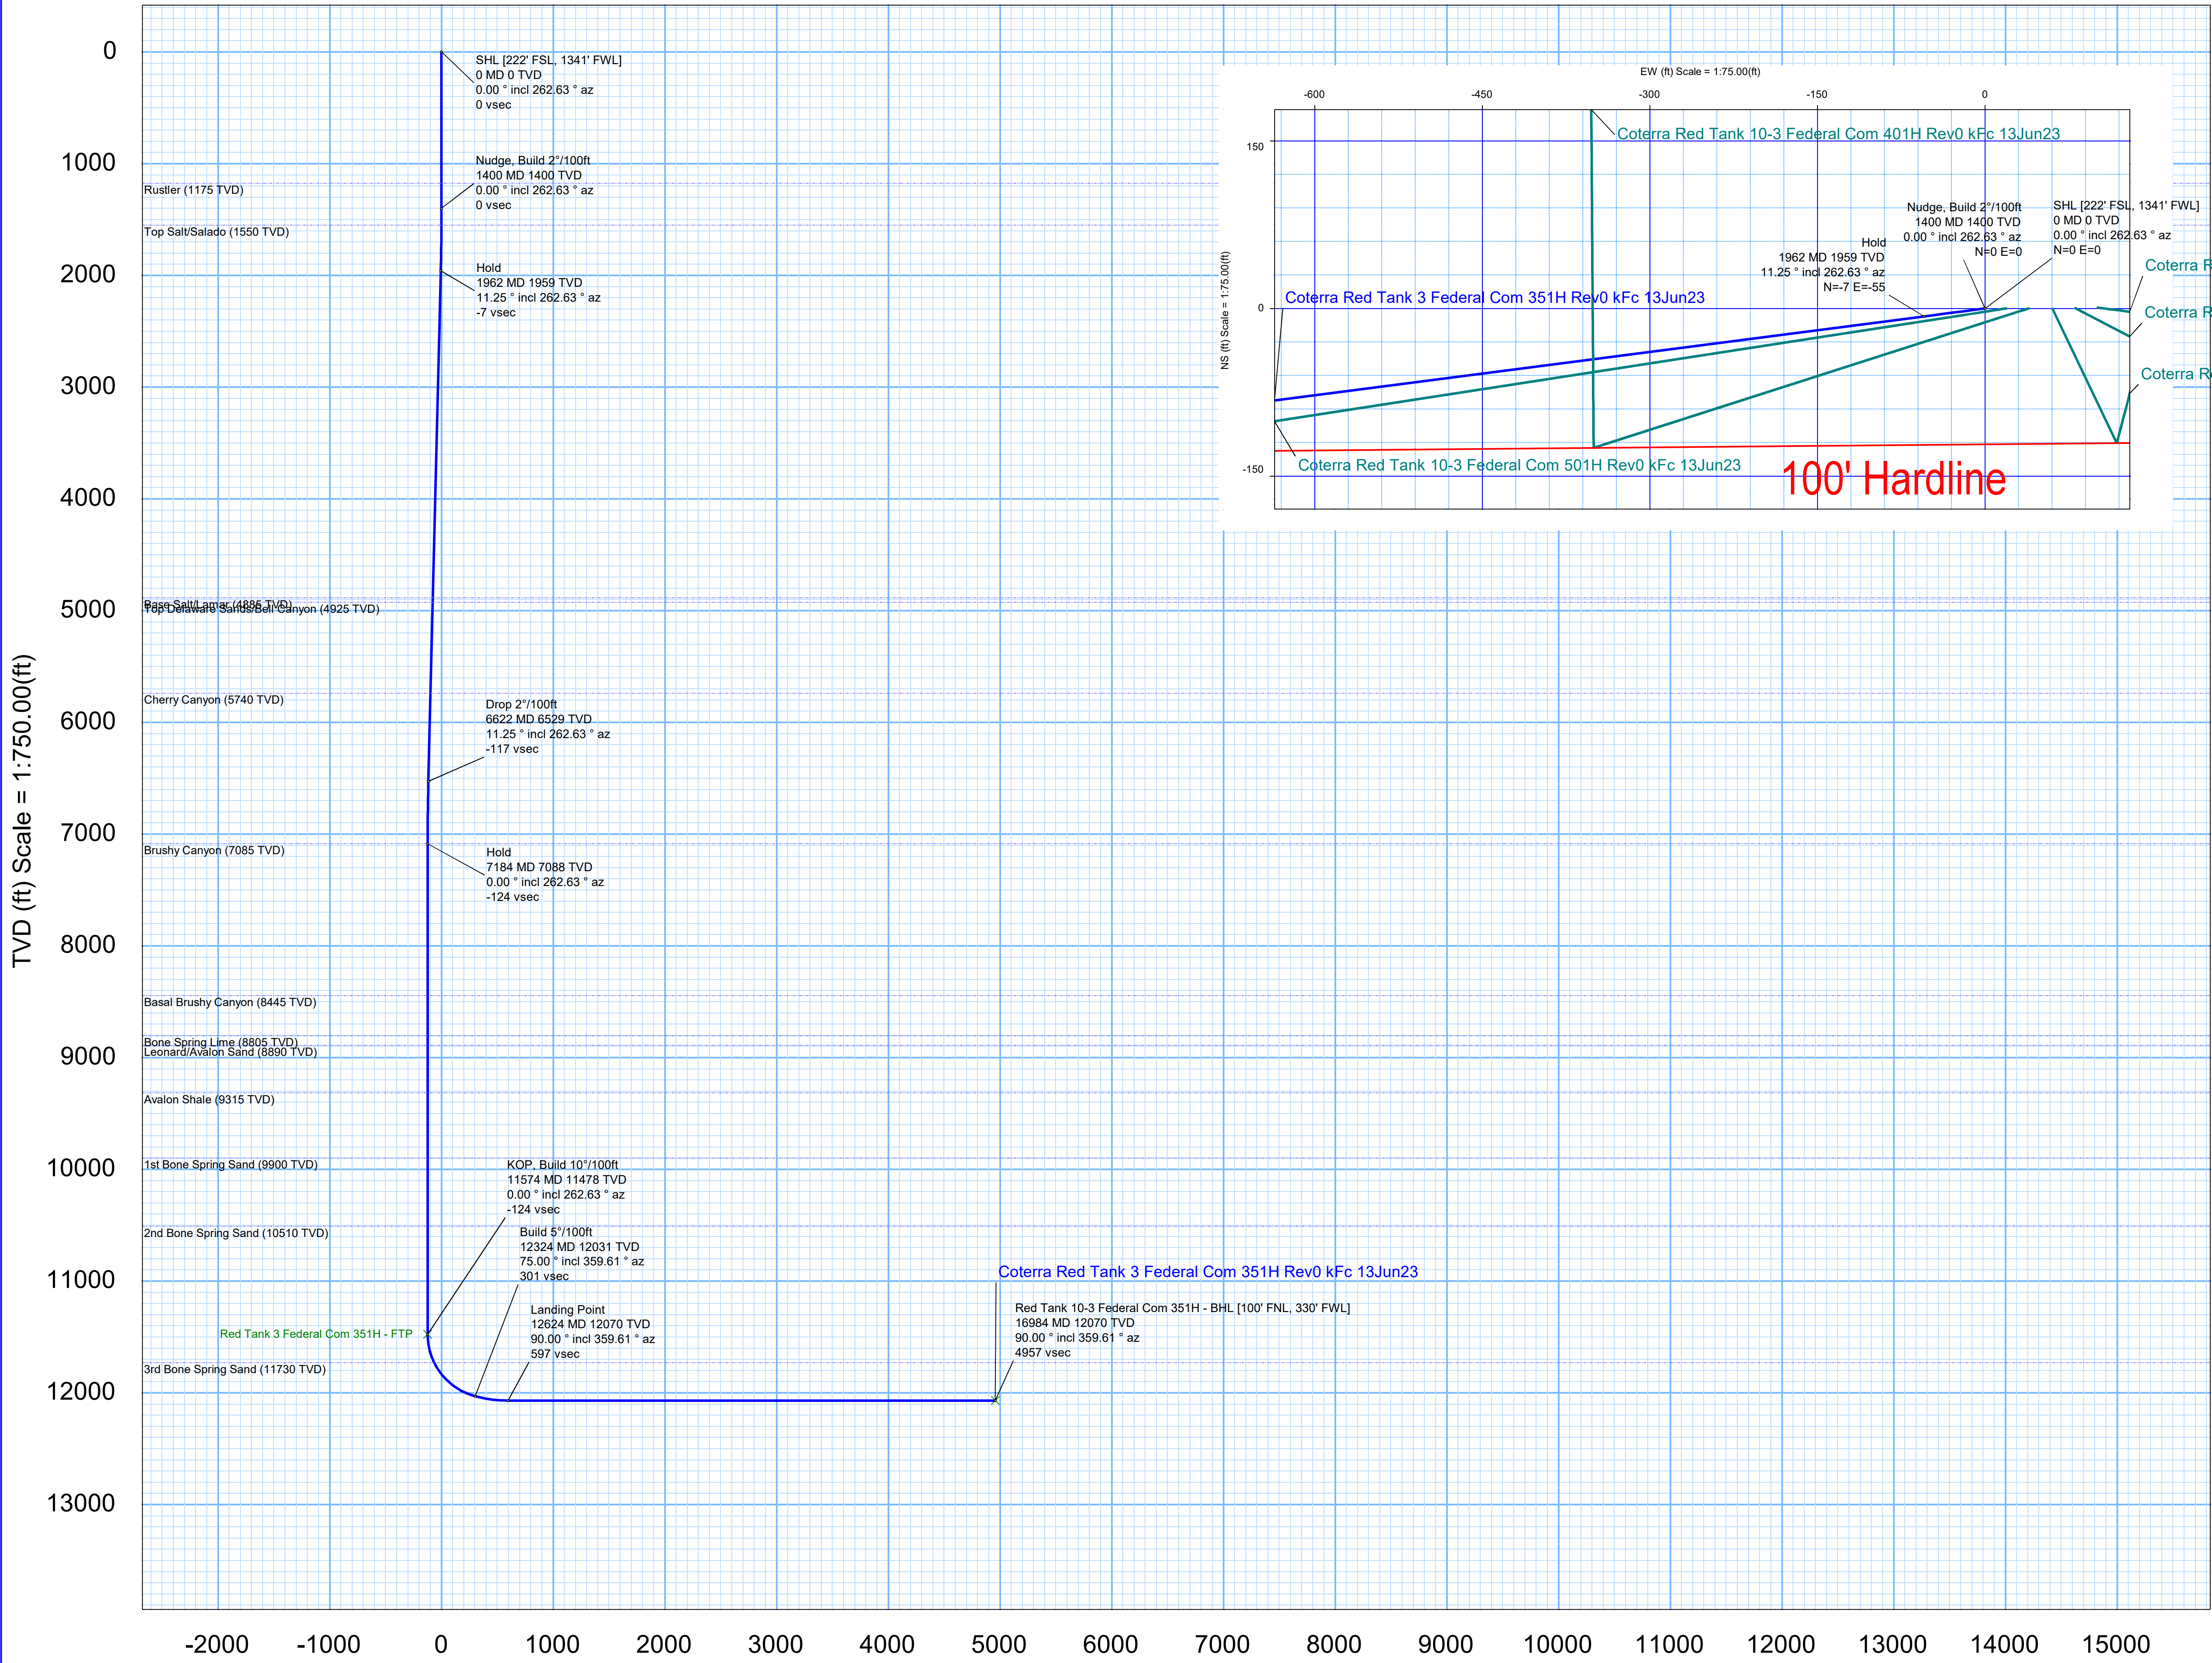 0
1000
2000
3000
4000
5000
6000
7000
8000
9000
10000
11000
12000
13000
TVD (ft) Scale = 1:750.00(ft)
-2000
-1000
0
1000
2000
3000
4000
5000
6000
7000
8000
9000
10000
11000
12000
13000
14000
15000
Rustler (1175 TVD)
Top Salt/Salado (1550 TVD)
Base Salt/Lamar (4885 TVD)
Top Delaware Sands/Bell Canyon (4925 TVD)
Cherry Canyon (5740 TVD)
Brushy Canyon (7085 TVD)
Basal Brushy Canyon (8445 TVD)
Bone Spring Lime (8805 TVD)
Leonard/Avalon Sand (8890 TVD)
Avalon Shale (9315 TVD)
1st Bone Spring Sand (9900 TVD)
2nd Bone Spring Sand (10510 TVD)
3rd Bone Spring Sand (11730 TVD)
SHL [222' FSL, 1341' FWL]
0 MD 0 TVD
0.00 ° incl 262.63 ° az
0 vsec
Nudge, Build 2°/100ft
1400 MD 1400 TVD
0.00 ° incl 262.63 ° az
0 vsec
Hold
1962 MD 1959 TVD
11.25 ° incl 262.63 ° az
-7 vsec
Drop 2°/100ft
6622 MD 6529 TVD
11.25 ° incl 262.63 ° az
-117 vsec
Hold
7184 MD 7088 TVD
0.00 ° incl 262.63 ° az
-124 vsec
KOP, Build 10°/100ft
11574 MD 11478 TVD
0.00 ° incl 262.63 ° az
-124 vsec
Build 5°/100ft
12324 MD 12031 TVD
75.00 ° incl 359.61 ° az
301 vsec
Landing Point
12624 MD 12070 TVD
90.00 ° incl 359.61 ° az
597 vsec
Red Tank 3 Federal Com 351H - FTP
Coterra Red Tank 3 Federal Com 351H Rev0 kFc 13Jun23
Red Tank 10-3 Federal Com 351H - BHL [100' FNL, 330' FWL]
16984 MD 12070 TVD
90.00 ° incl 359.61 ° az
4957 vsec
EW (ft) Scale = 1:75.00(ft)
-600
-450
-300
-150
0
NS (ft) Scale = 1:75.00(ft)
150
0
-150
Coterra Red Tank 10-3 Federal Com 401H Rev0 kFc 13Jun23
Nudge, Build 2°/100ft
1400 MD 1400 TVD
0.00 ° incl 262.63 ° az
N=0 E=0
SHL [222' FSL, 1341' FWL]
0 MD 0 TVD
0.00 ° incl 262.63 ° az
N=0 E=0
Hold
1962 MD 1959 TVD
11.25 ° incl 262.63 ° az
N=-7 E=-55
Coterra Red Tank 3 Federal Com 351H Rev0 kFc 13Jun23
Coterra R
Coterra R
Coterra R
Coterra Red Tank 10-3 Federal Com 501H Rev0 kFc 13Jun23
100' Hardline